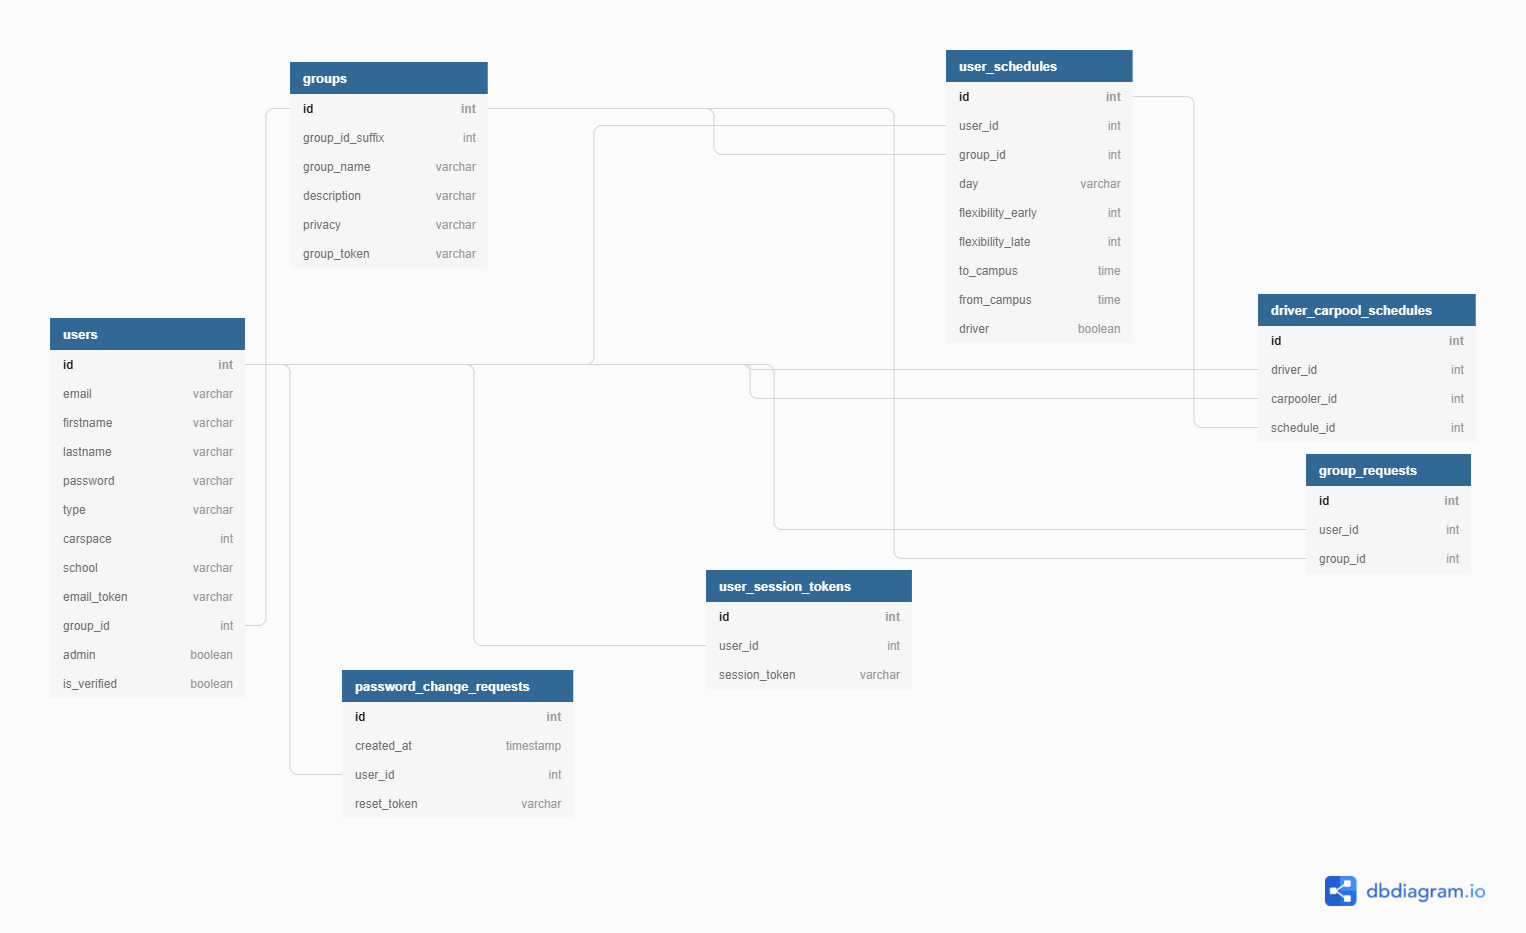 groups
id int
group_id_suffix int
group_name varchar
description varchar
privacy varchar
group_token varchar
user_schedules
id int
user_id int
group_id int
day varchar
flexibility_early int
flexibility_late int
to_campus time
from_campus time
driver boolean
driver_carpool_schedules
id int
driver_id int
carpooler_id int
schedule_id int
users
id int
email varchar
firstname varchar
lastname varchar
password varchar
type varchar
carspace int
school varchar
email_token varchar
group_id int
admin boolean
is_verified boolean
group_requests
id int
user_id int
group_id int
user_session_tokens
id int
user_id int
session_token varchar
password_change_requests
id int
created_at timestamp
user_id int
reset_token varchar
dbdiagram.io